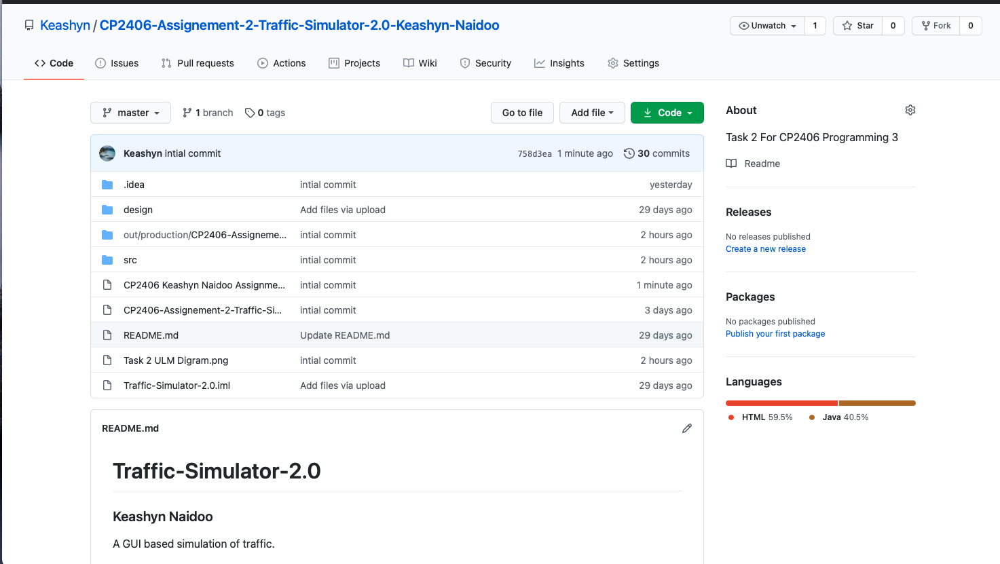 Keashyn / CP2406-Assignement-2-Traffic-Simulator-2.0-Keashyn-Naidoo
Unwatch 1 Star 0 Fork 0
Code Issues Pull requests Actions Projects Wiki Security Insights Settings
master 1 branch 0 tags Go to file Add file Code
Keashyn intial commit 758d3ea 1 minute ago 30 commits
.idea intial commit yesterday
design Add files via upload 29 days ago
out/production/CP2406-Assigneme... intial commit 2 hours ago
src intial commit 2 hours ago
CP2406 Keashyn Naidoo Assignme... intial commit 1 minute ago
CP2406-Assignement-2-Traffic-Si... intial commit 3 days ago
README.md Update README.md 29 days ago
Task 2 ULM Digram.png intial commit 2 hours ago
Traffic-Simulator-2.0.iml Add files via upload 29 days ago
README.md
Traffic-Simulator-2.0
Keashyn Naidoo
A GUI based simulation of traffic.
About
Task 2 For CP2406 Programming 3
Readme
Releases
No releases published
Create a new release
Packages
No packages published
Publish your first package
Languages
HTML 59.5% Java 40.5%